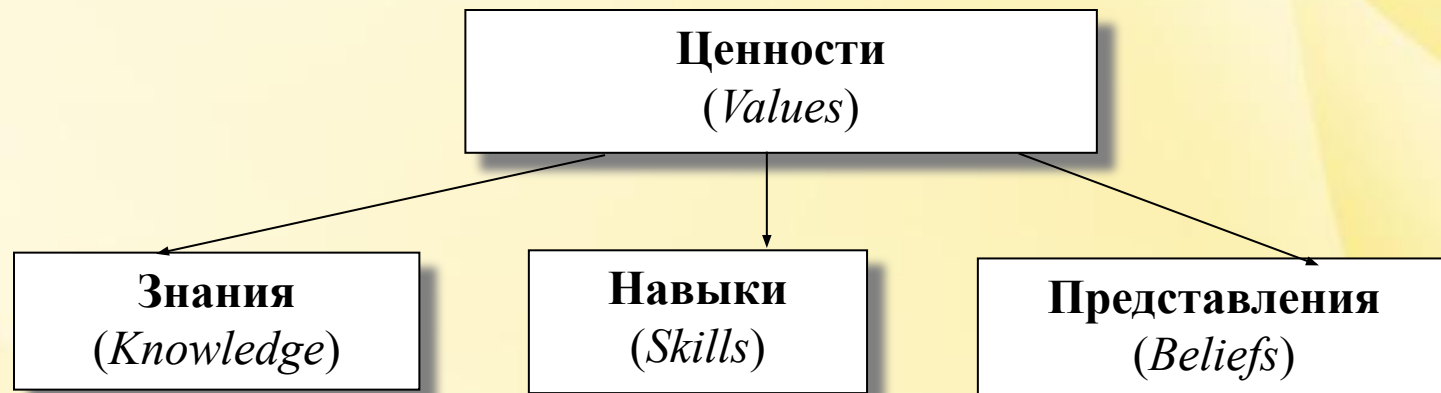 Ценности
(Values)
Знания
(Knowledge)
Навыки
(Skills)
Представления
(Beliefs)